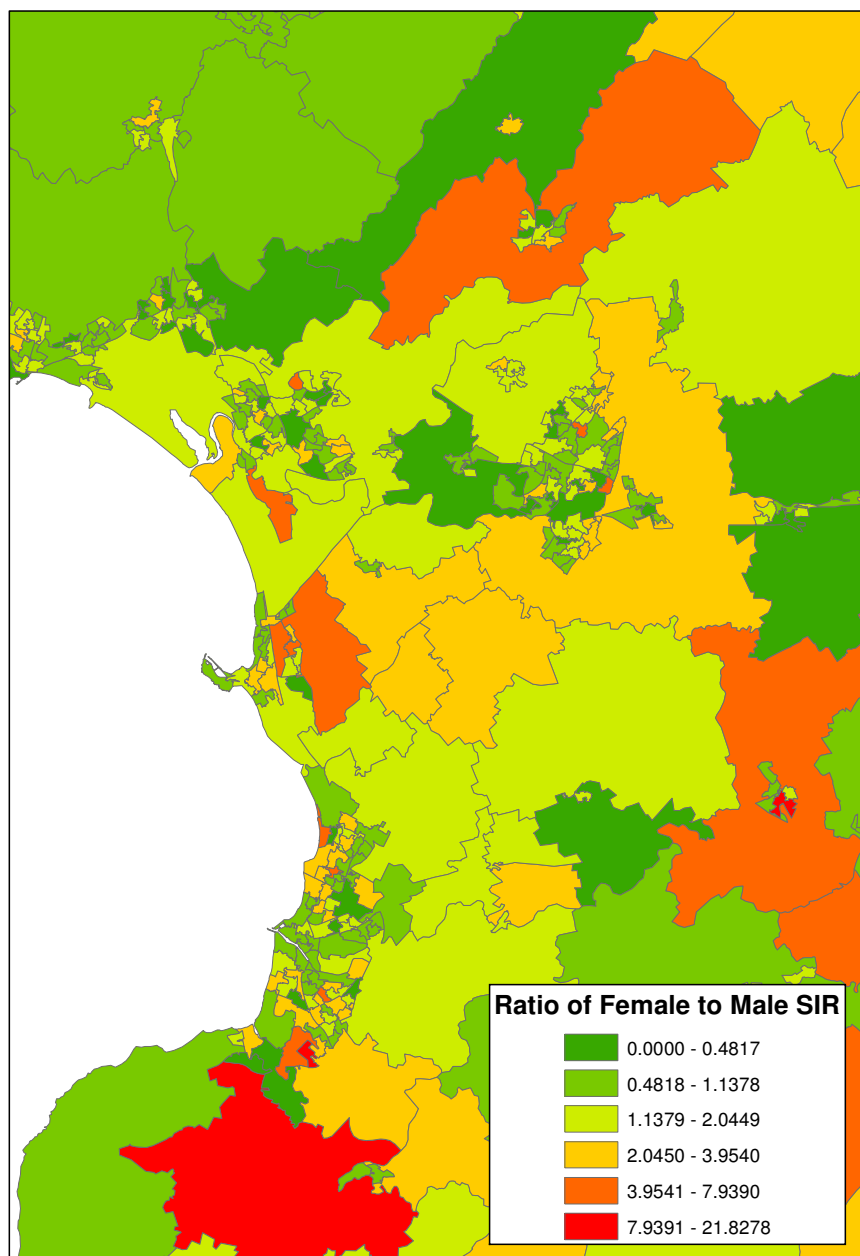 Ratio of Female to Male SIR
0.0000 - 0.4817
0.4818 - 1.1378
1.1379 - 2.0449
2.0450 - 3.9540
3.9541 - 7.9390
7.9391 - 21.8278